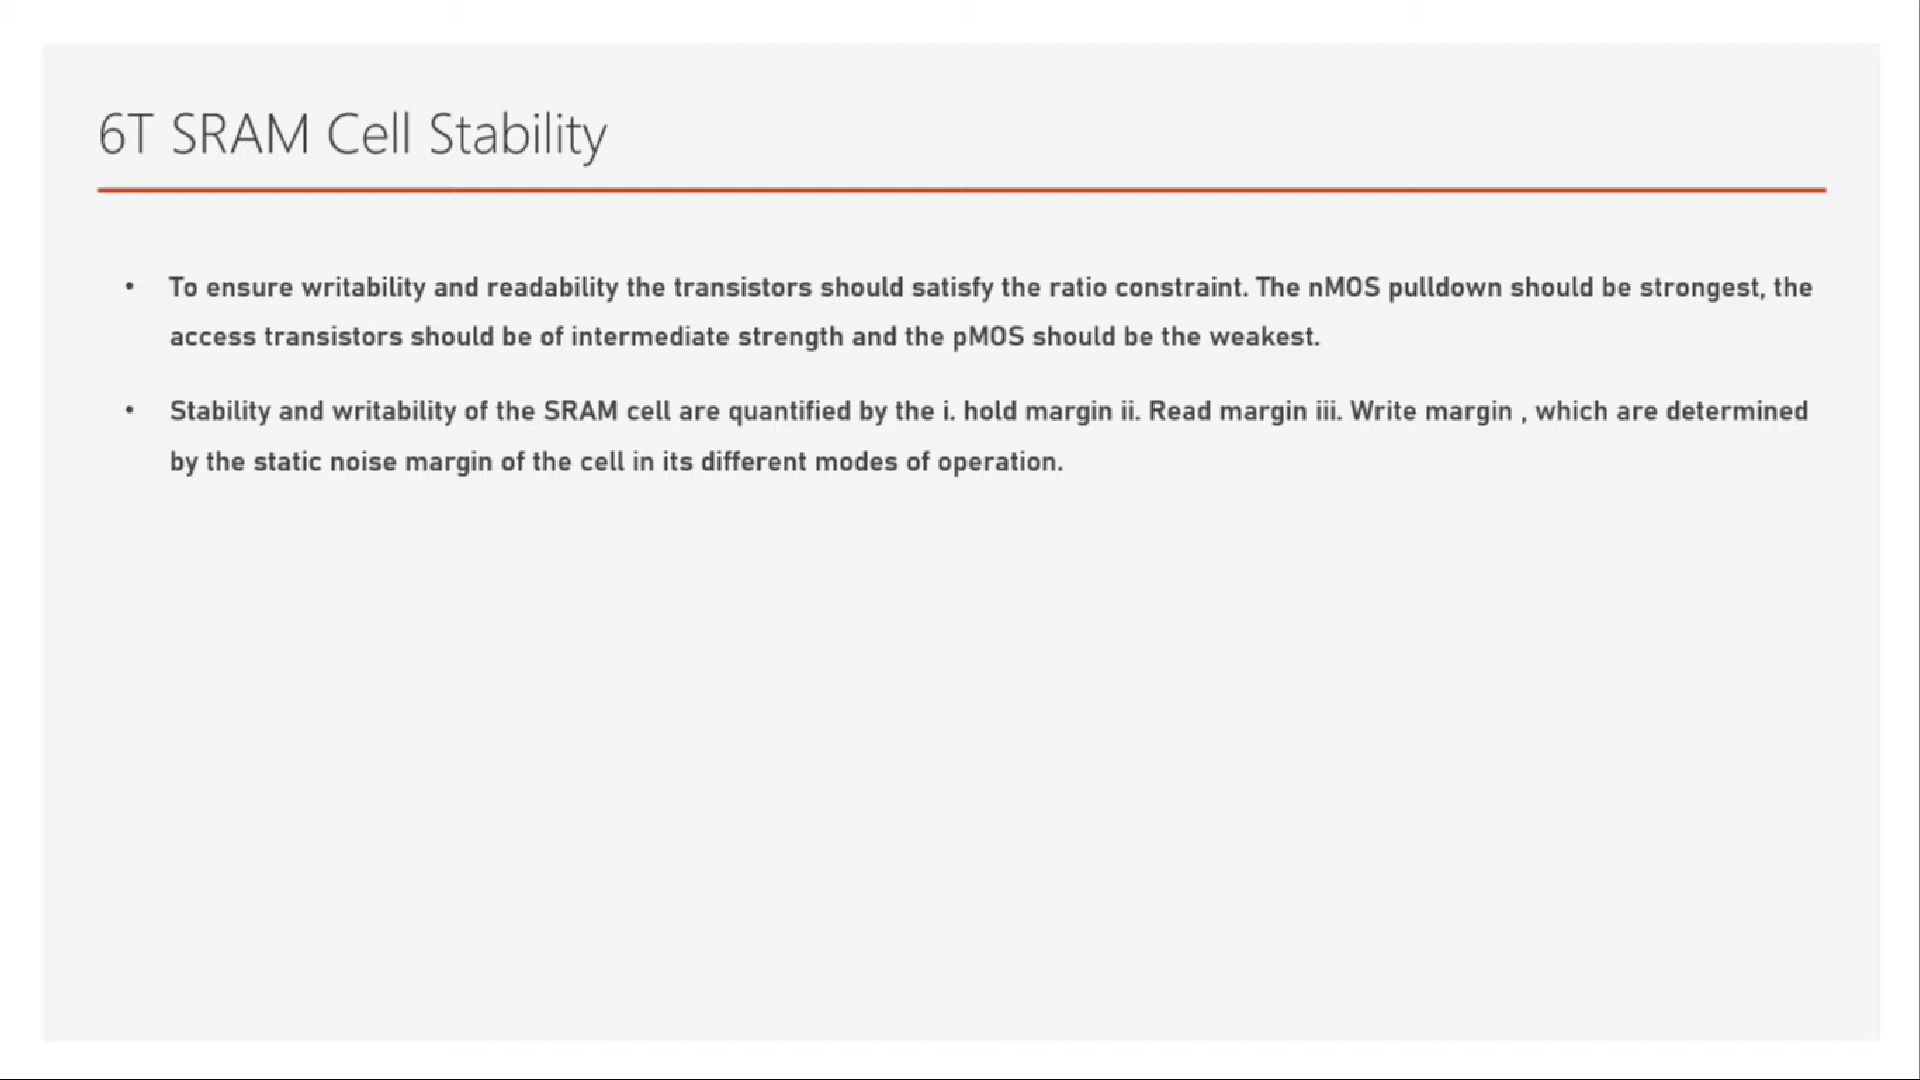 6T SRAM Cell Stability
• To ensure writability and readability the transistors should satisfy the ratio constraint. The nMOS pulldown should be strongest, the
access transistors should be of intermediate strength and the pMOS should be the weakest.
• Stability and writability of the SRAM cell are quantified by the i. hold margin ii. Read margin iii. Write margin , which are determined
by the static noise margin of the cell in its different modes of operation.